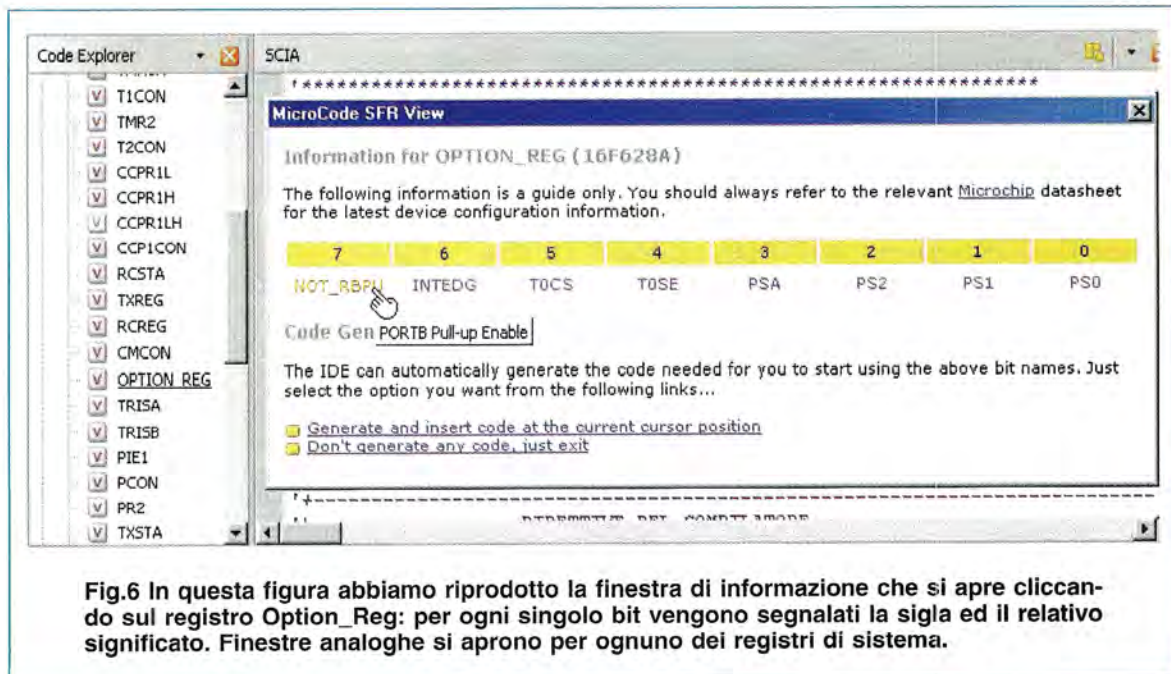 Code Explorer
T1CON
TMR2
T2CON
CCPR1L
CCPR1H
CCPR1LH
CCP1CON
RCSTA
TXREG
RCREG
CMCON
OPTION_REG
TRISA
TRISB
PIE1
PCON
PR2
TXSTA
SCIA
'****************************************************************
MicroCode SFR View
Information for OPTION_REG (16F628A)
The following information is a guide only. You should always refer to the relevant Microchip datasheet
for the latest device configuration information.
7 6 5 4 3 2 1 0
NOT_RBPU INTEDG T0CS T0SE PSA PS2 PS1 PS0
Code Gen PORTB Pull-up Enable
The IDE can automatically generate the code needed for you to start using the above bit names. Just
select the option you want from the following links...
Generate and insert code at the current cursor position
Don't generate any code, just exit
Fig.6 In questa figura abbiamo riprodotto la finestra di informazione che si apre cliccan-
do sul registro Option_Reg: per ogni singolo bit vengono segnalati la sigla ed il relativo
significato. Finestre analoghe si aprono per ognuno dei registri di sistema.